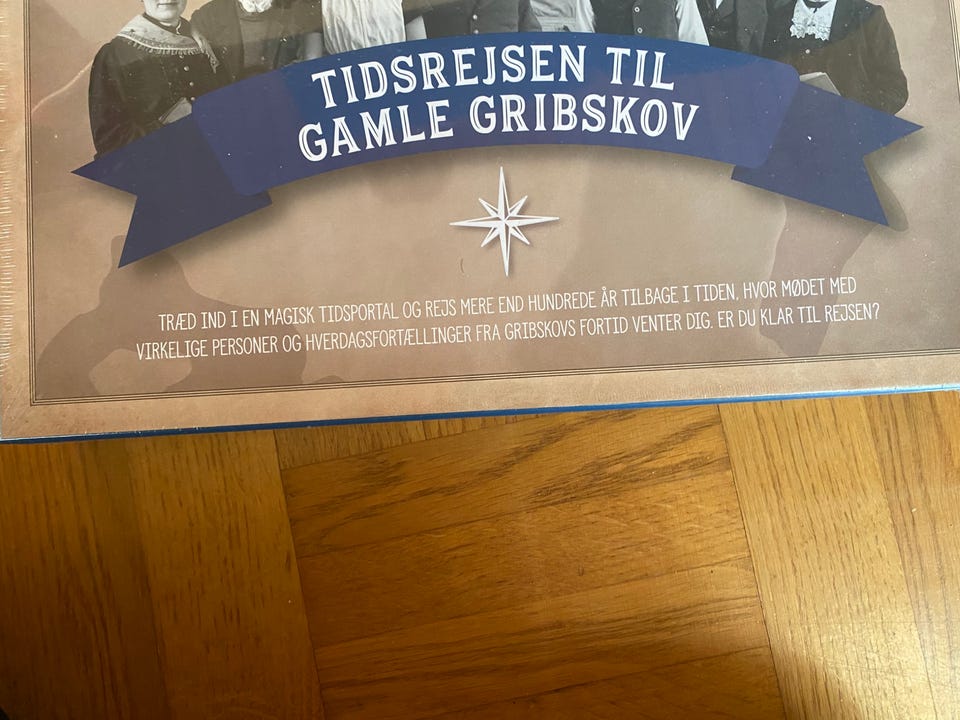 TIDSREJSEN TIL
GAMLE GRIBSKOV
TRÆD IND I EN MAGISK TIDSPORTAL OG REJS MERE END HUNDREDE ÅR TILBAGE I TIDEN, HVOR MØDET MED
VIRKELIGE PERSONER OG HVERDAGSFORTÆLLINGER FRA GRIBSKOVS FORTID VENTER DIG. ER DU KLAR TIL REJSEN?